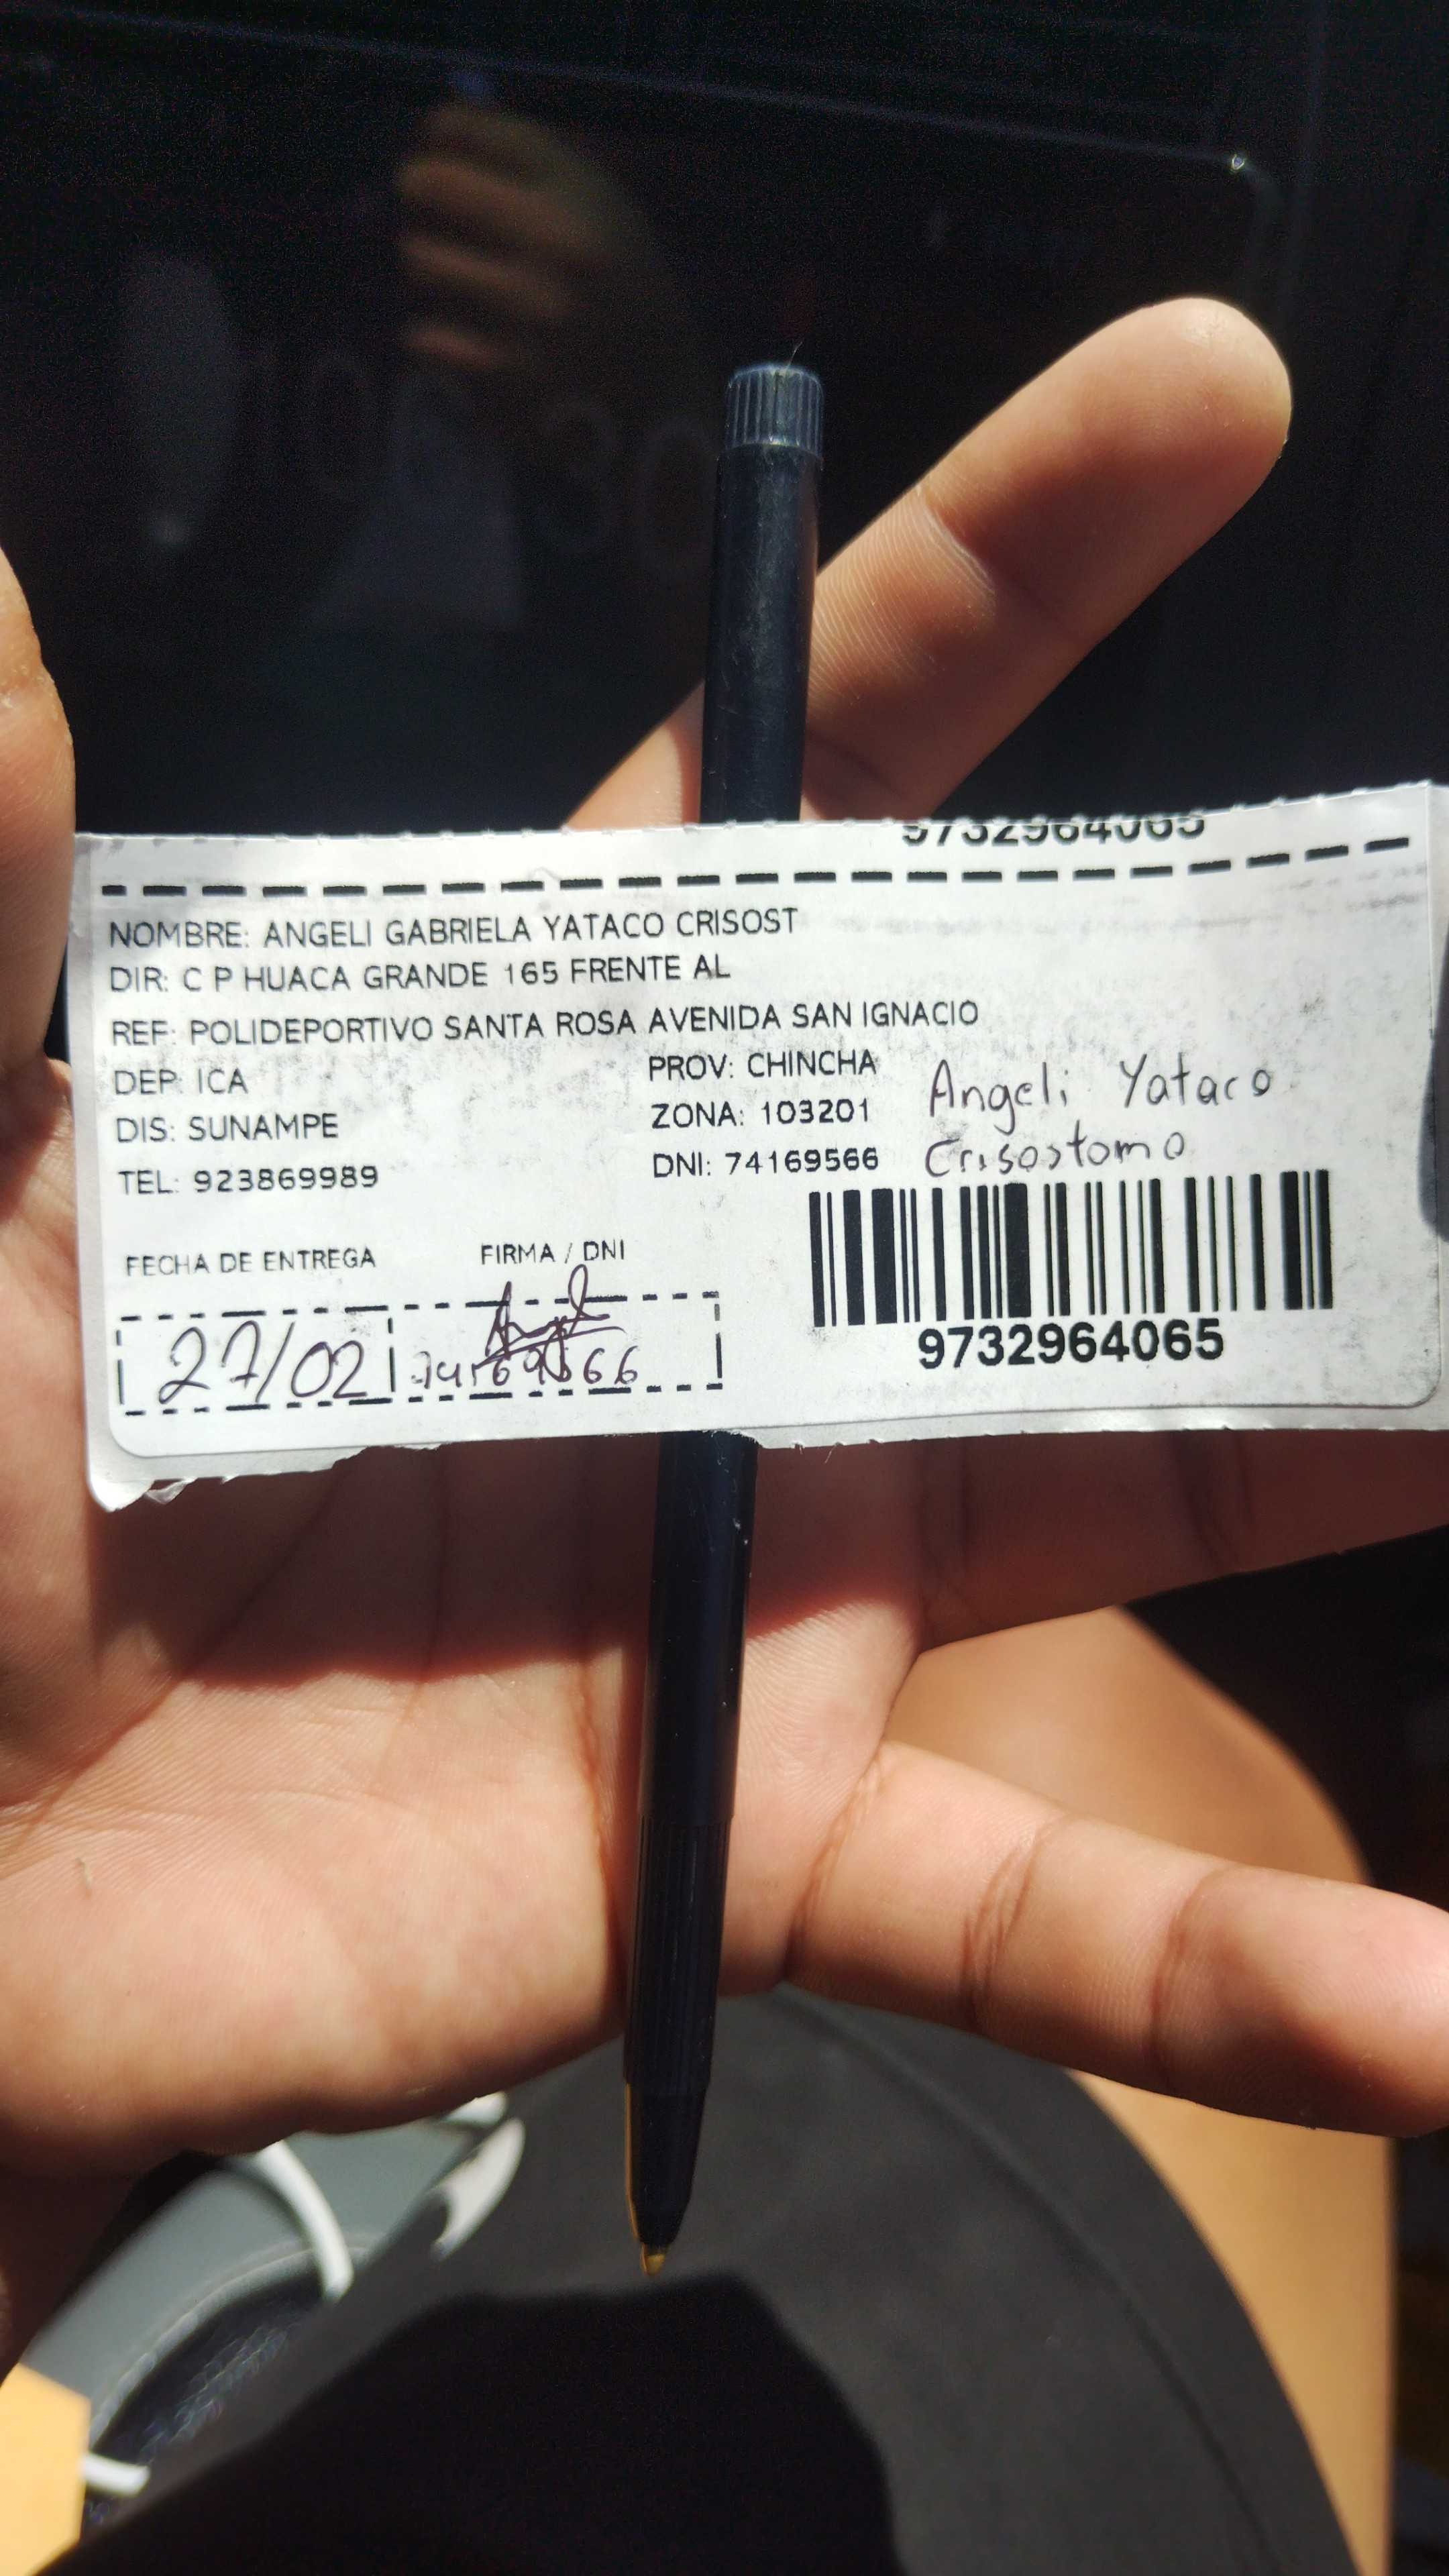 9732964065
NOMBRE: ANGELI GABRIELA YATACO CRISOST
DIR: C P HUACA GRANDE 165 FRENTE AL
REF: POLIDEPORTIVO SANTA ROSA AVENIDA SAN IGNACIO
DEP: ICA PROV: CHINCHA
DIS: SUNAMPE ZONA: 103201
TEL: 923869989 DNI: 74169566
Angeli Yataco
Crisostomo
FECHA DE ENTREGA FIRMA / DNI
27/02 74169566
9732964065